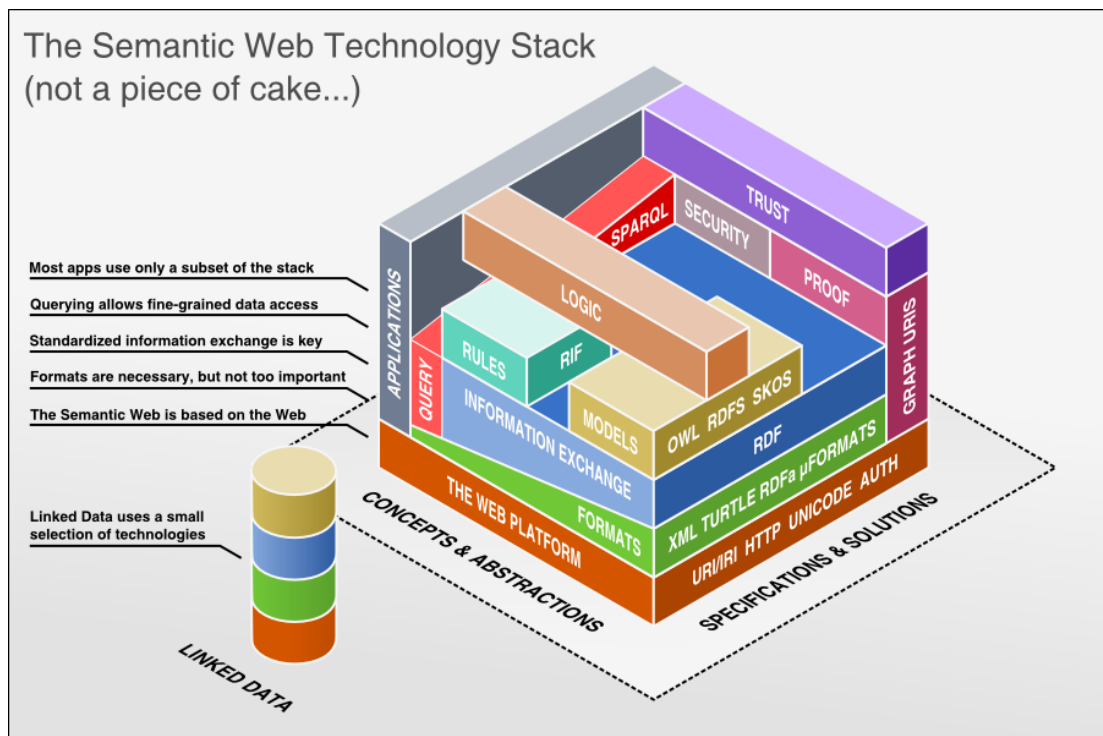 The Semantic Web Technology Stack
(not a piece of cake...)
Most apps use only a subset of the stack
Querying allows fine-grained data access
Standardized information exchange is key
Formats are necessary, but not too important
The Semantic Web is based on the Web
Linked Data uses a small
selection of technologies
LINKED DATA
APPLICATIONS
QUERY
LOGIC
RULES
RIF
MODELS
OWL RDFS SKOS
INFORMATION EXCHANGE
RDF
FORMATS
XML TURTLE RDFa µFORMATS
THE WEB PLATFORM
URI/IRI HTTP UNICODE AUTH
TRUST
SPARQL
SECURITY
PROOF
GRAPH URIS
CONCEPTS & ABSTRACTIONS
SPECIFICATIONS & SOLUTIONS